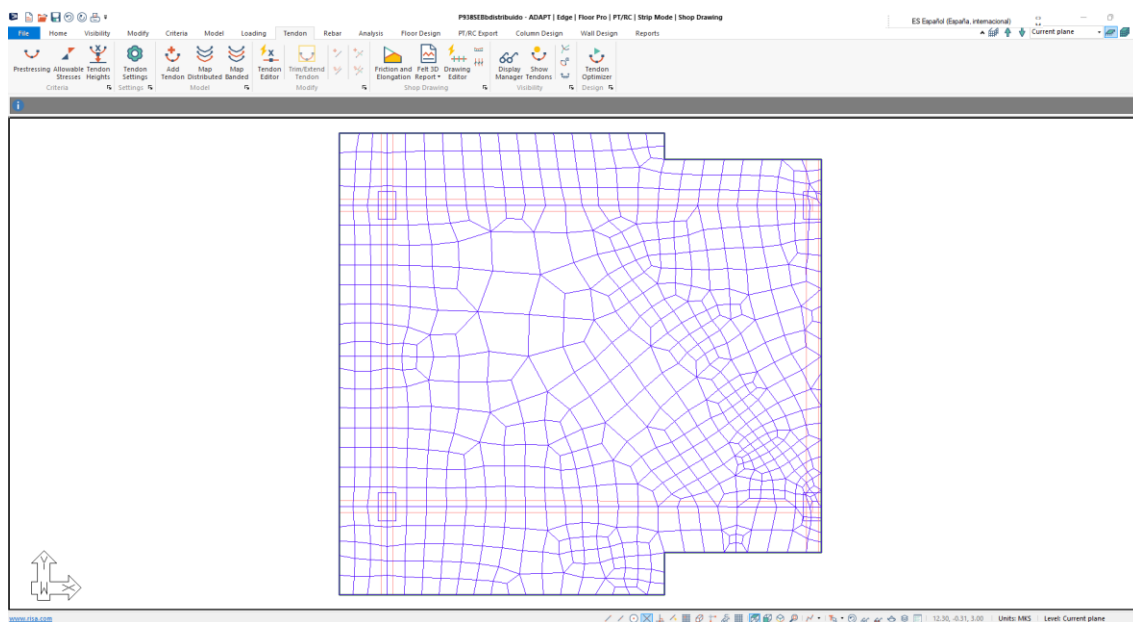 P938SEBbdistribuido - ADAPT | Edge | Floor Pro | PT/RC | Strip Mode | Shop Drawing
ES Español (España, internacional)
File Home Visibility Modify Criteria Model Loading Tendon Rebar Analysis Floor Design PT/RC Export Column Design Wall Design Reports
Current plane
Prestressing Allowable Stresses Tendon Heights Tendon Settings Add Tendon Map Distributed Map Banded Tendon Editor Trim/Extend Tendon Friction and Elongation Felt 3D Report Drawing Editor Display Manager Show Tendons Tendon Optimizer
Criteria Settings Model Modify Shop Drawing Visibility Design
i
Y
W X
www.risa.com
12.30, -0.31, 3.00 Units: MKS Level: Current plane